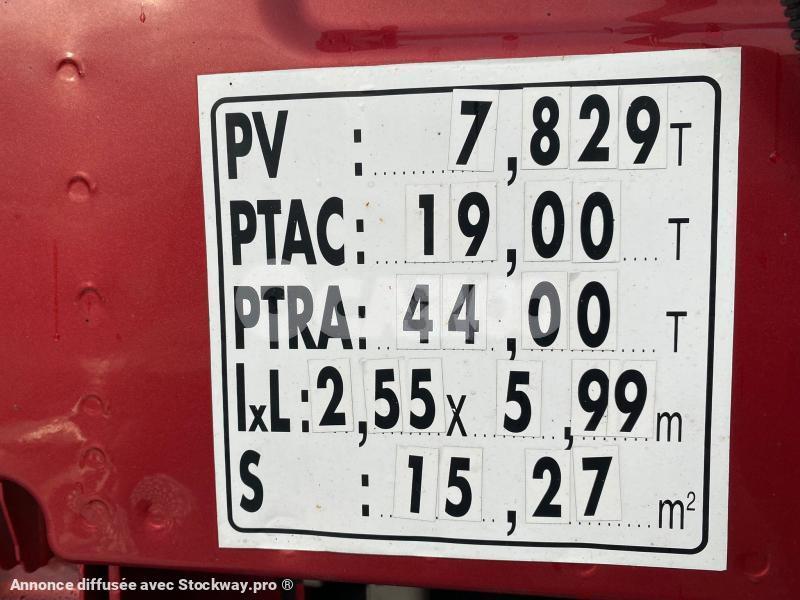 PV : 7,829 T
PTAC : 19,00 T
PTRA : 44,00 T
lxL : 2,55 x 5,99 m
S : 15,27 m²
Annonce diffusée avec Stockway.pro ®